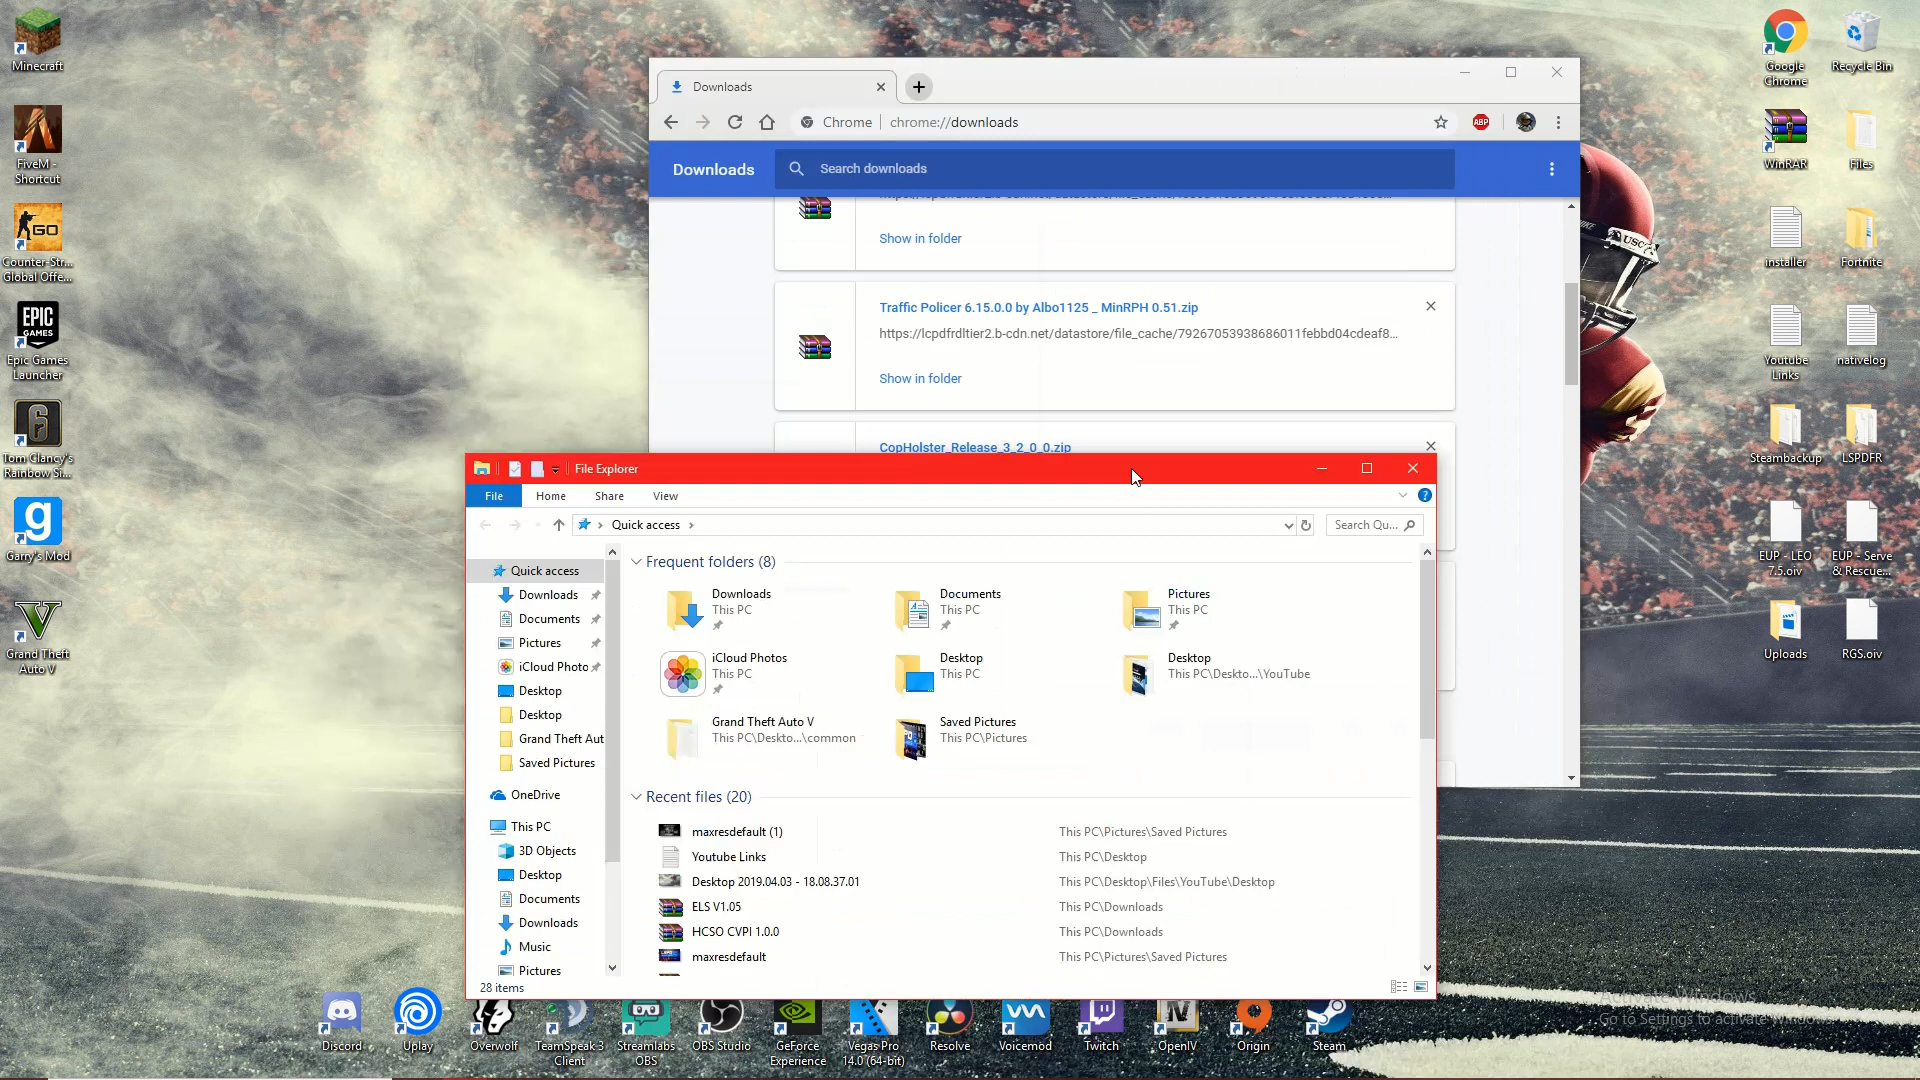 Minecraft
FiveM -
Shortcut
Counter-Str...
Global Offe...
EPIC
GAMES
Epic Games
Launcher
Tom Clancy's
Rainbow Si...
Garry's Mod
Grand Theft
Auto V
Downloads
Chrome
chrome://downloads
ABP
Downloads
Search downloads
Show in folder
Traffic Policer 6.15.0.0 by Albo1125 _ MinRPH 0.51.zip
https://lcpdfrdltier2.b-cdn.net/datastore/file_cache/79267053938686011febbd04cdeaf8...
Show in folder
CopHolster_Release_3_2_0_0.zip
File Explorer
File
Home
Share
View
Quick access
Search Qu...
Quick access
Downloads
Documents
Pictures
iCloud Photo
Desktop
Desktop
Grand Theft Aut
Saved Pictures
OneDrive
This PC
3D Objects
Desktop
Documents
Downloads
Music
Pictures
Frequent folders (8)
Downloads
This PC
Documents
This PC
Pictures
This PC
iCloud Photos
This PC
Desktop
This PC
Desktop
This PC\Deskto...\YouTube
Grand Theft Auto V
This PC\Deskto...\common
Saved Pictures
This PC\Pictures
Recent files (20)
maxresdefault (1)
This PC\Pictures\Saved Pictures
Youtube Links
This PC\Desktop
Desktop 2019.04.03 - 18.08.37.01
This PC\Desktop\Files\YouTube\Desktop
ELS V1.05
This PC\Downloads
HCSO CVPI 1.0.0
This PC\Downloads
maxresdefault
This PC\Pictures\Saved Pictures
28 items
Google
Chrome
Recycle Bin
WinRAR
Files
installer
Fortnite
Youtube
Links
nativelog
Steambackup
LSPDFR
EUP - LEO
7.5.oiv
EUP - Serve
& Rescue...
Uploads
RGS.oiv
USC
GO
Discord
Uplay
Overwolf
TeamSpeak 3
Client
Streamlabs
OBS
OBS Studio
GeForce
Experience
Vegas Pro
14.0 (64-bit)
Resolve
Voicemod
Twitch
OpenIV
Origin
Steam
Activate Windows
Go to Settings to activate Windows.